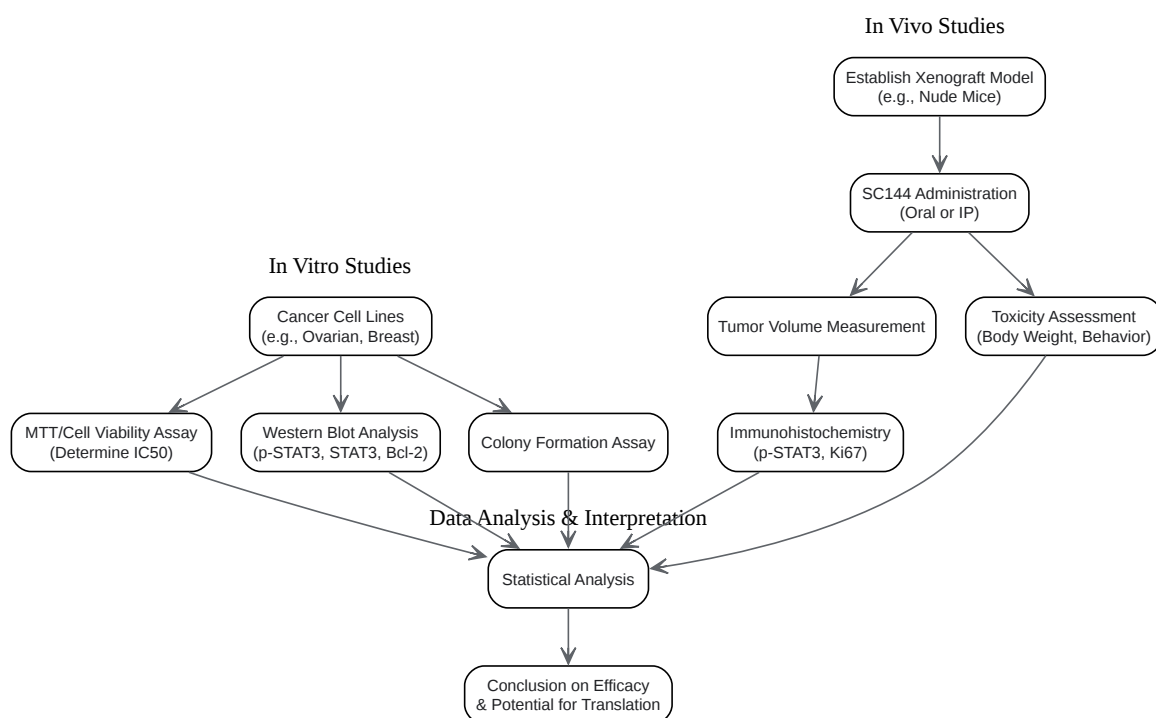 In Vivo Studies
Establish Xenograft Model
(e.g., Nude Mice)
SC144 Administration
(Oral or IP)
In Vitro Studies
Cancer Cell Lines
(e.g., Ovarian, Breast)
Tumor Volume Measurement
Toxicity Assessment
(Body Weight, Behavior)
MTT/Cell Viability Assay
(Determine IC50)
Western Blot Analysis
(p-STAT3, STAT3, Bcl-2)
Colony Formation Assay
Immunohistochemistry
(p-STAT3, Ki67)
Data Analysis & Interpretation
Statistical Analysis
Conclusion on Efficacy
& Potential for Translation